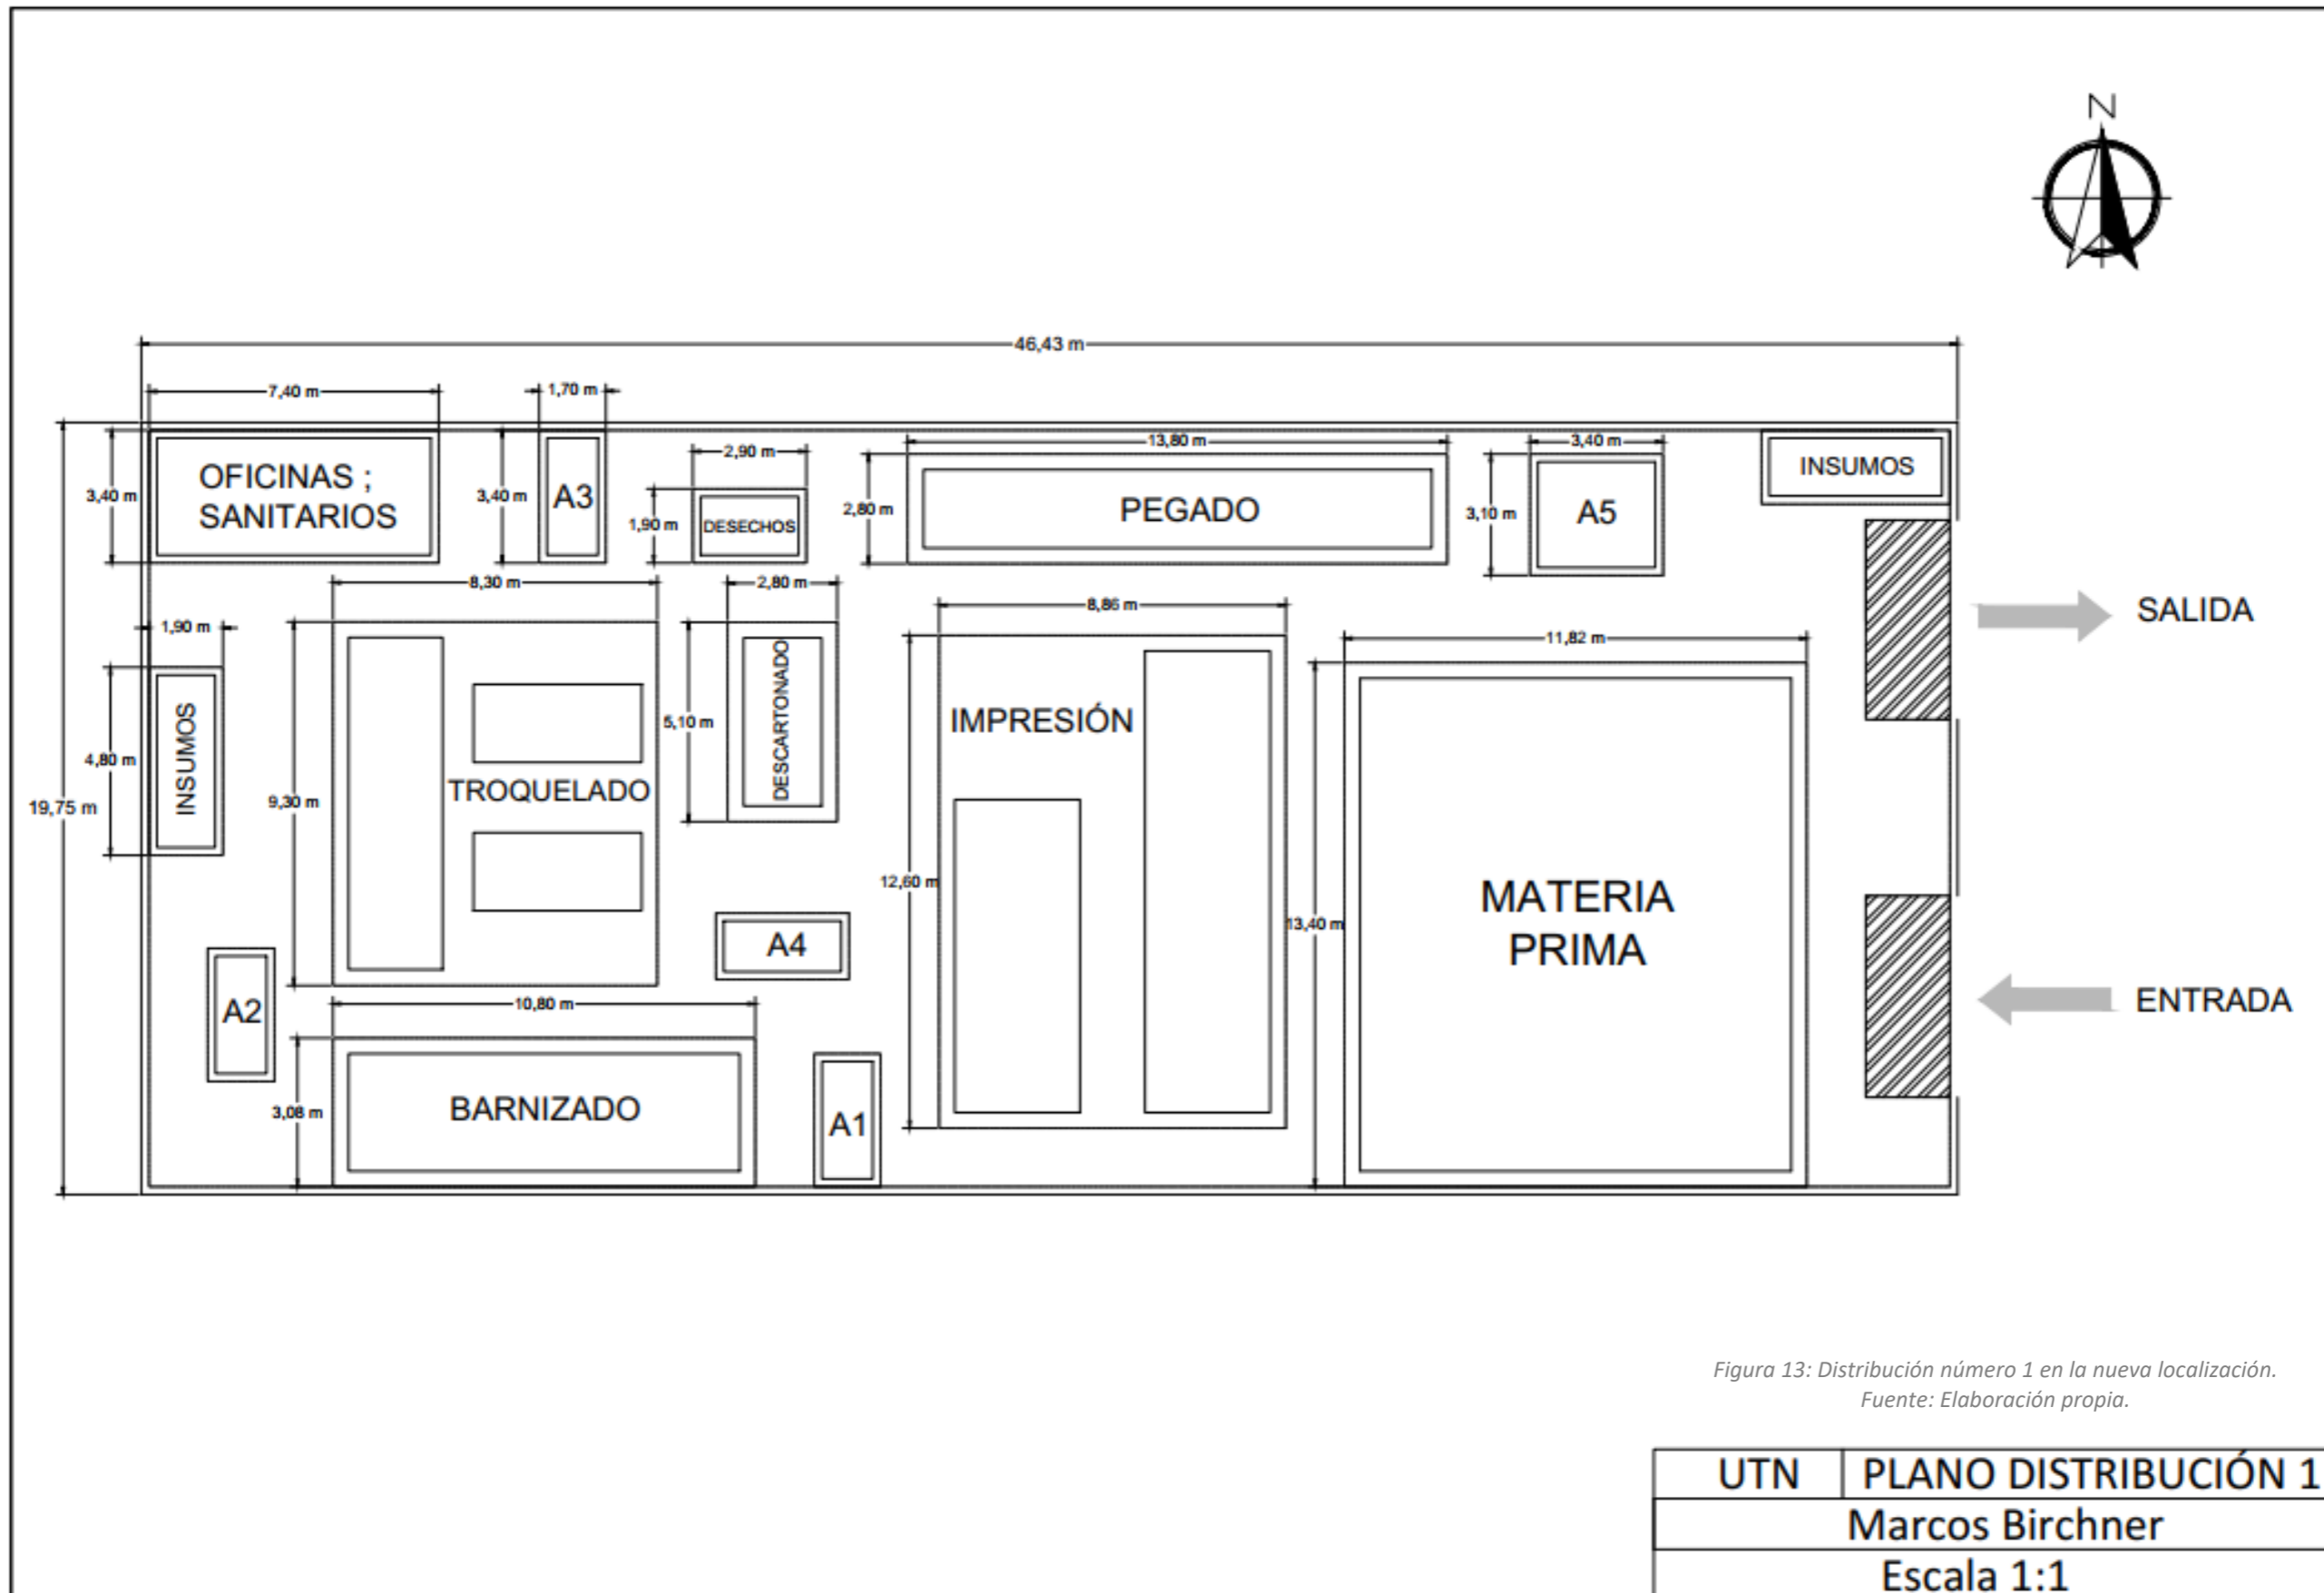 N
46,43 m
7,40 m
1,70 m
3,40 m
OFICINAS ;
SANITARIOS
3,40 m
A3
2,90 m
1,90 m
DESECHOS
13,80 m
2,80 m
PEGADO
3,40 m
3,10 m
A5
INSUMOS
8,30 m
2,80 m
8,86 m
11,82 m
SALIDA
1,90 m
4,80 m
INSUMOS
19,75 m
9,30 m
TROQUELADO
5,10 m
DESCARTONADO
IMPRESIÓN
12,60 m
13,40 m
MATERIA
PRIMA
ENTRADA
A4
A2
10,80 m
3,08 m
BARNIZADO
A1
Figura 13: Distribución número 1 en la nueva localización.
Fuente: Elaboración propia.
UTN PLANO DISTRIBUCIÓN 1
Marcos Birchner
Escala 1:1